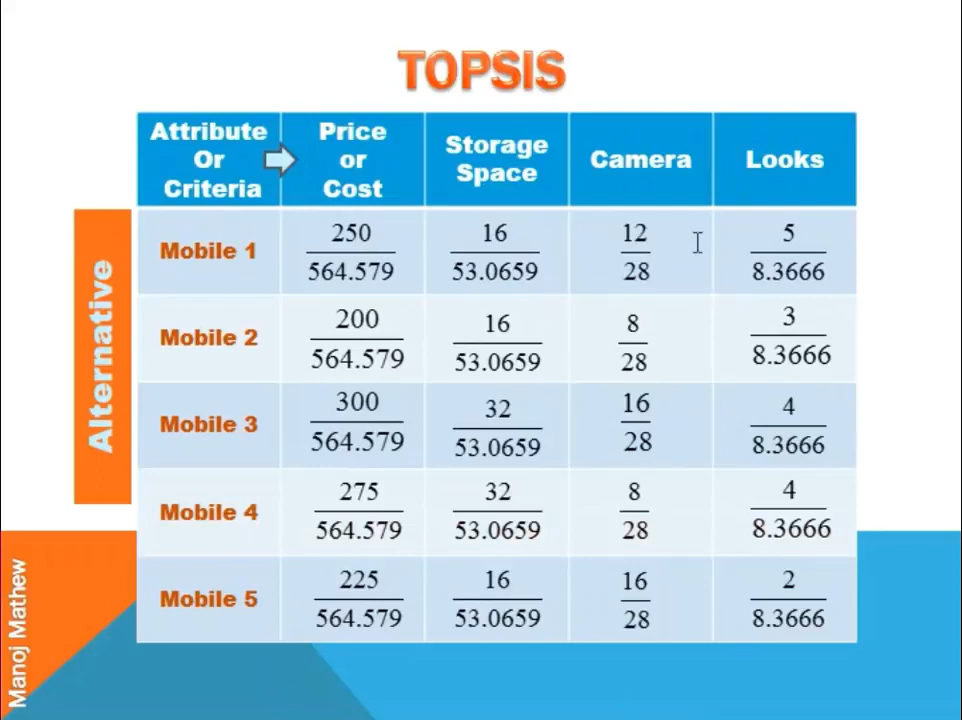 TOPSIS
Attribute
Or
Criteria
Price
or
Cost
Storage
Space
Camera
Looks
Alternative
Mobile 1
250
564.579
16
53.0659
12
28
5
8.3666
Mobile 2
200
564.579
16
53.0659
8
28
3
8.3666
Mobile 3
300
564.579
32
53.0659
16
28
4
8.3666
Mobile 4
275
564.579
32
53.0659
8
28
4
8.3666
Mobile 5
225
564.579
16
53.0659
16
28
2
8.3666
Manoj Mathew